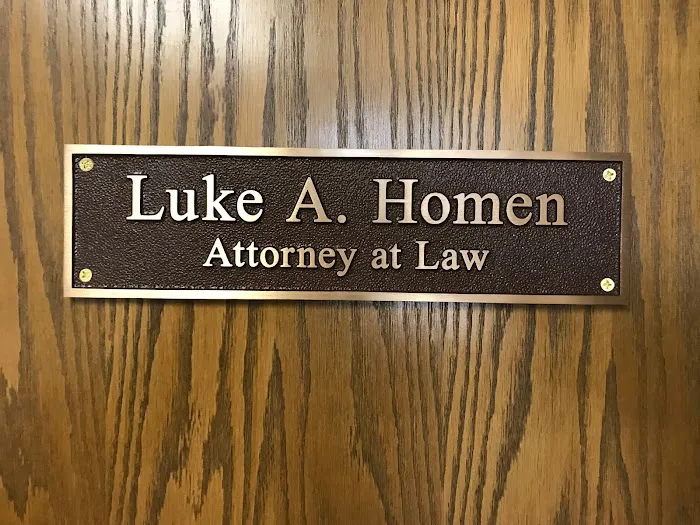 Luke A. Homen
Attorney at Law